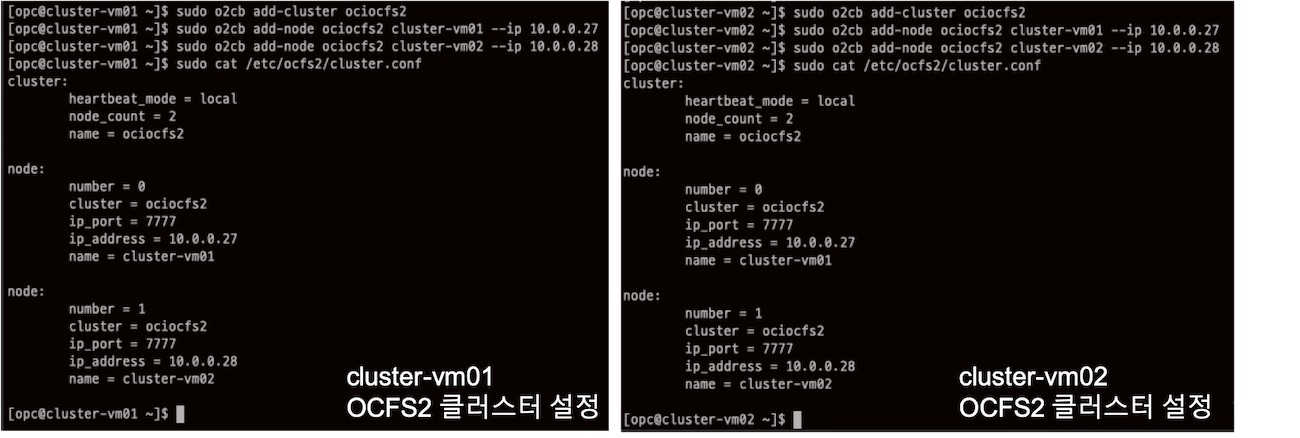 [opc@cluster-vm01 ~]$ sudo o2cb add-cluster ociocfs2
[opc@cluster-vm01 ~]$ sudo o2cb add-node ociocfs2 cluster-vm01 --ip 10.0.0.27
[opc@cluster-vm01 ~]$ sudo o2cb add-node ociocfs2 cluster-vm02 --ip 10.0.0.28
[opc@cluster-vm01 ~]$ sudo cat /etc/ocfs2/cluster.conf
cluster:
heartbeat_mode = local
node_count = 2
name = ociocfs2
node:
number = 0
cluster = ociocfs2
ip_port = 7777
ip_address = 10.0.0.27
name = cluster-vm01
node:
number = 1
cluster = ociocfs2
ip_port = 7777
ip_address = 10.0.0.28
name = cluster-vm02
[opc@cluster-vm01 ~]$
cluster-vm01
OCFS2 클러스터 설정
[opc@cluster-vm02 ~]$ sudo o2cb add-cluster ociocfs2
[opc@cluster-vm02 ~]$ sudo o2cb add-node ociocfs2 cluster-vm01 --ip 10.0.0.27
[opc@cluster-vm02 ~]$ sudo o2cb add-node ociocfs2 cluster-vm02 --ip 10.0.0.28
[opc@cluster-vm02 ~]$ sudo cat /etc/ocfs2/cluster.conf
cluster:
heartbeat_mode = local
node_count = 2
name = ociocfs2
node:
number = 0
cluster = ociocfs2
ip_port = 7777
ip_address = 10.0.0.27
name = cluster-vm01
node:
number = 1
cluster = ociocfs2
ip_port = 7777
ip_address = 10.0.0.28
name = cluster-vm02
[opc@cluster-vm02 ~]$
cluster-vm02
OCFS2 클러스터 설정